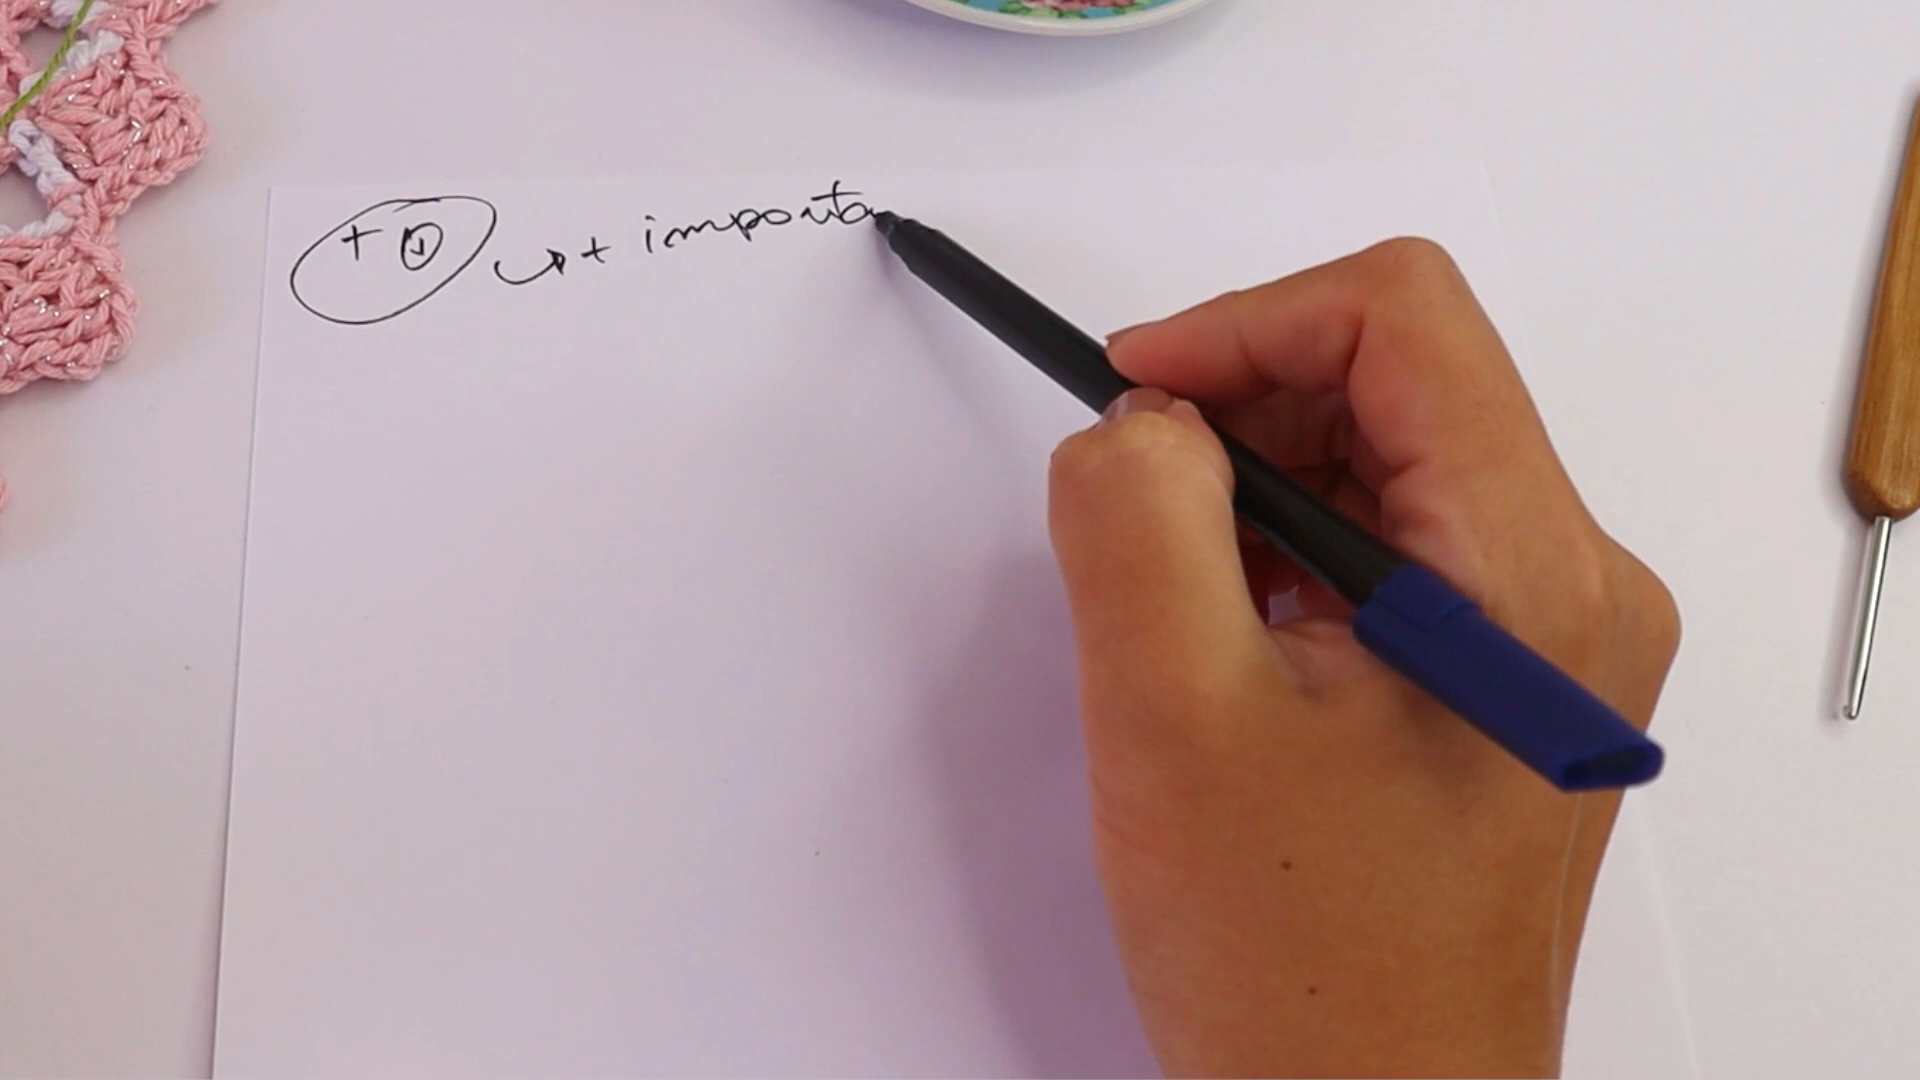 + ↓ → + importa